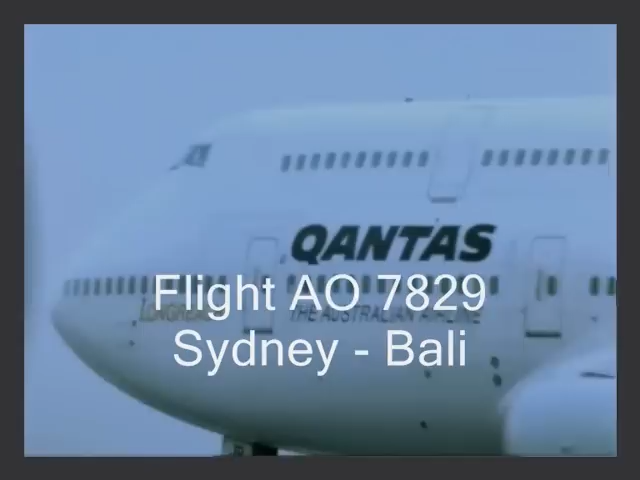 QANTAS
THE AUSTRALIAN AIRLINE
Flight AO 7829
Sydney - Bali